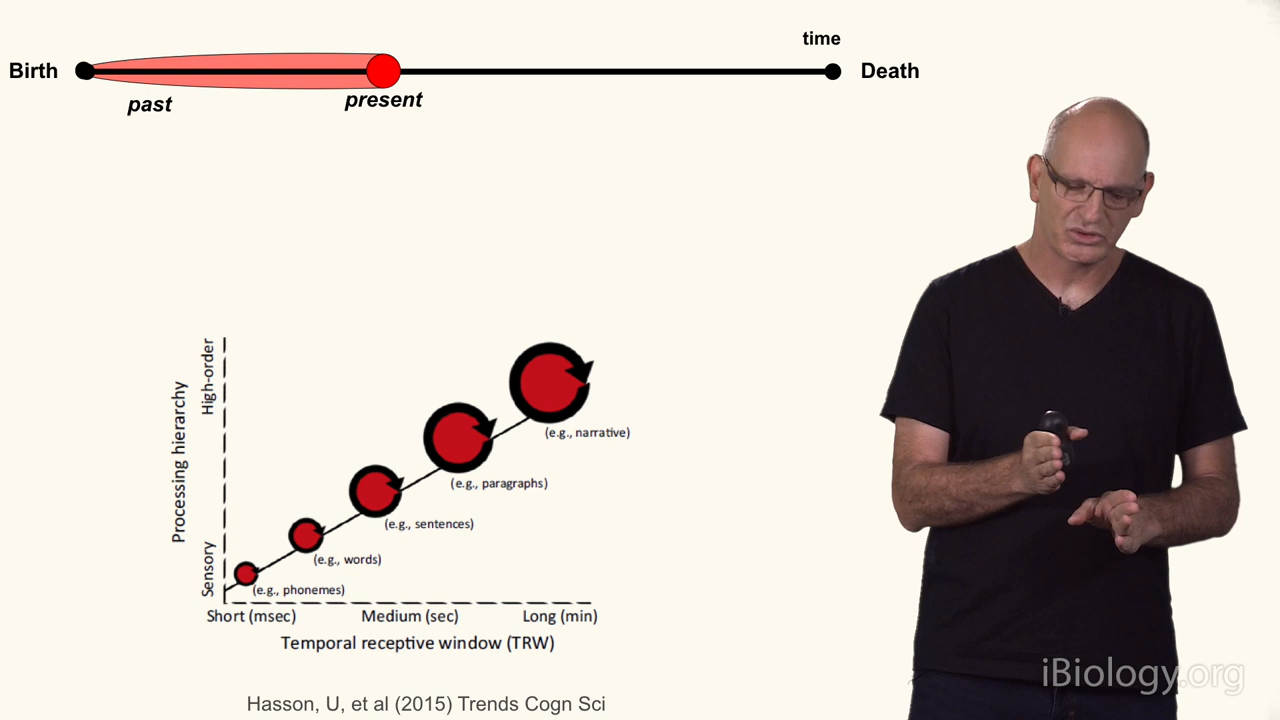 time
Birth
Death
past
present
Processing hierarchy
High-order
Sensory
(e.g., narrative)
(e.g., paragraphs)
(e.g., sentences)
(e.g., words)
(e.g., phonemes)
Short (msec)
Medium (sec)
Long (min)
Temporal receptive window (TRW)
Hasson, U, et al (2015) Trends Cogn Sci
iBiology.org